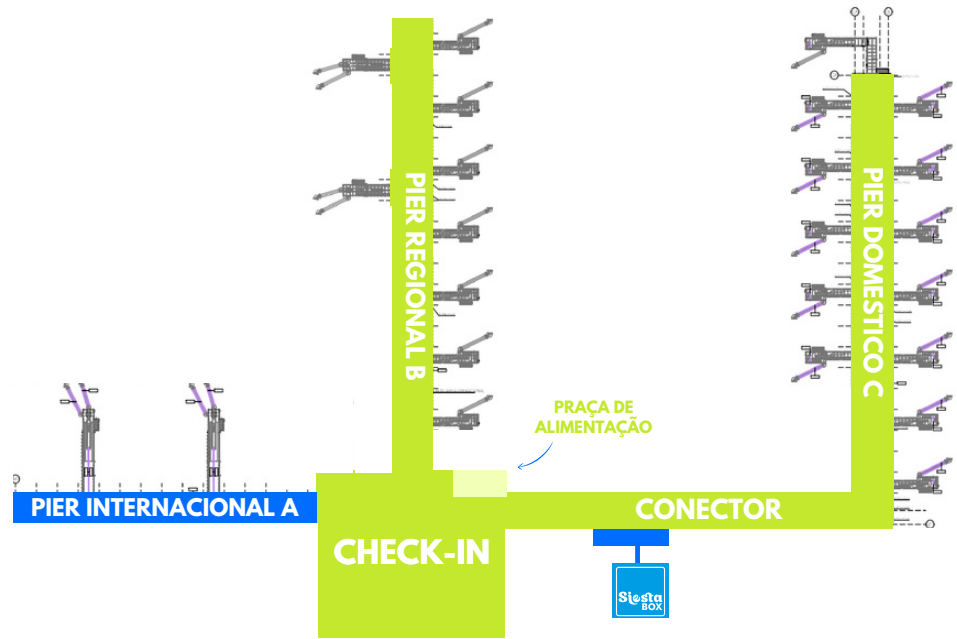 PIER REGIONAL B
PIER DOMESTICO C
PRAÇA DE
ALIMENTAÇÃO
PIER INTERNACIONAL A
CONECTOR
CHECK-IN
Siesta
BOX